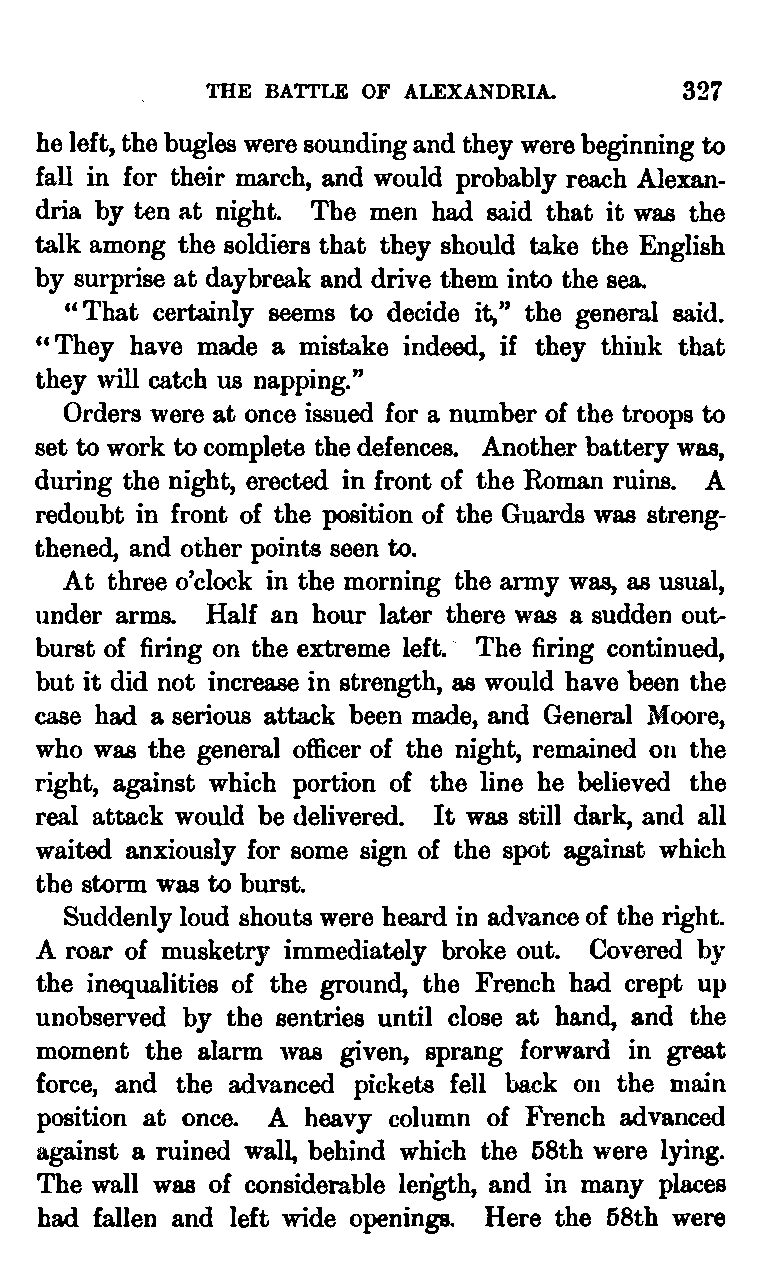 THE BATTLE OF ALEXANDRIA. 327
he left, the bugles were sounding and they were beginning to
fall in for their march, and would probably reach Alexan-
dria by ten at night. The men had said that it was the
talk among the soldiers that they should take the English
by surprise at daybreak and drive them into the sea.
"That certainly seems to decide it," the general said.
"They have made a mistake indeed, if they think that
they will catch us napping."
Orders were at once issued for a number of the troops to
set to work to complete the defences. Another battery was,
during the night, erected in front of the Roman ruins. A
redoubt in front of the position of the Guards was streng-
thened, and other points seen to.
At three o'clock in the morning the army was, as usual,
under arms. Half an hour later there was a sudden out-
burst of firing on the extreme left. The firing continued,
but it did not increase in strength, as would have been the
case had a serious attack been made, and General Moore,
who was the general officer of the night, remained on the
right, against which portion of the line he believed the
real attack would be delivered. It was still dark, and all
waited anxiously for some sign of the spot against which
the storm was to burst.
Suddenly loud shouts were heard in advance of the right.
A roar of musketry immediately broke out. Covered by
the inequalities of the ground, the French had crept up
unobserved by the sentries until close at hand, and the
moment the alarm was given, sprang forward in great
force, and the advanced pickets fell back on the main
position at once. A heavy column of French advanced
against a ruined wall, behind which the 58th were lying.
The wall was of considerable length, and in many places
had fallen and left wide openings. Here the 58th were